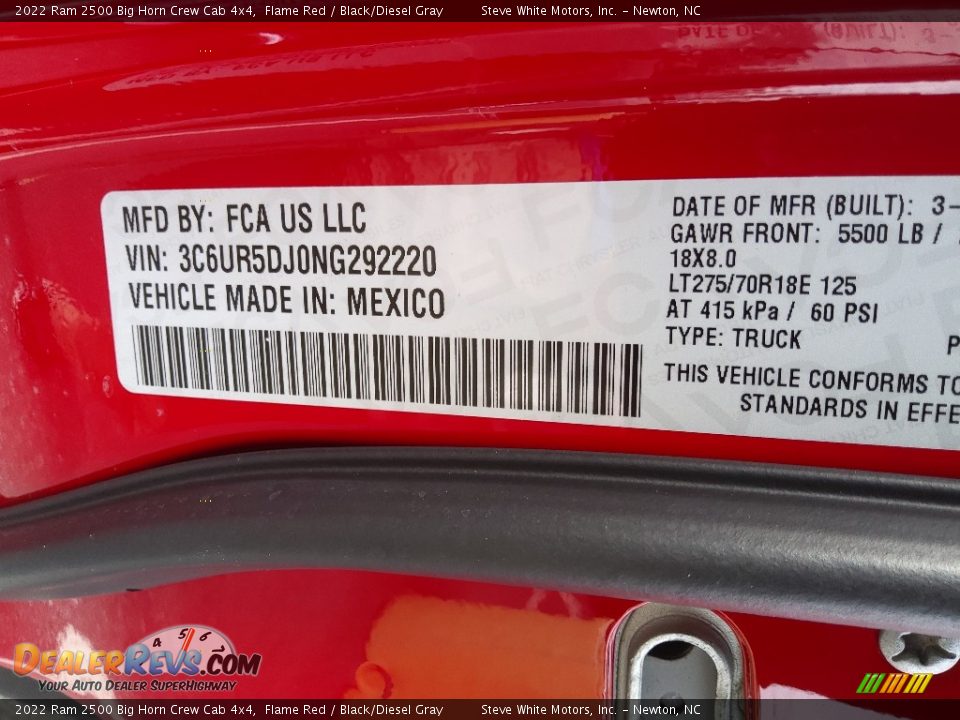 2022 Ram 2500 Big Horn Crew Cab 4x4, Flame Red / Black/Diesel Gray Steve White Motors, Inc. - Newton, NC
MFD BY: FCA US LLC
VIN: 3C6UR5DJ0NG292220
VEHICLE MADE IN: MEXICO
DATE OF MFR (BUILT): 3-
GAWR FRONT: 5500 LB /
18X8.0
LT275/70R18E 125
AT 415 kPa / 60 PSI
TYPE: TRUCK
P
THIS VEHICLE CONFORMS TO
STANDARDS IN EFFE
4 5 6
DEALERREVS.COM
YOUR AUTO DEALER SUPERHIGHWAY
2022 Ram 2500 Big Horn Crew Cab 4x4, Flame Red / Black/Diesel Gray Steve White Motors, Inc. - Newton, NC